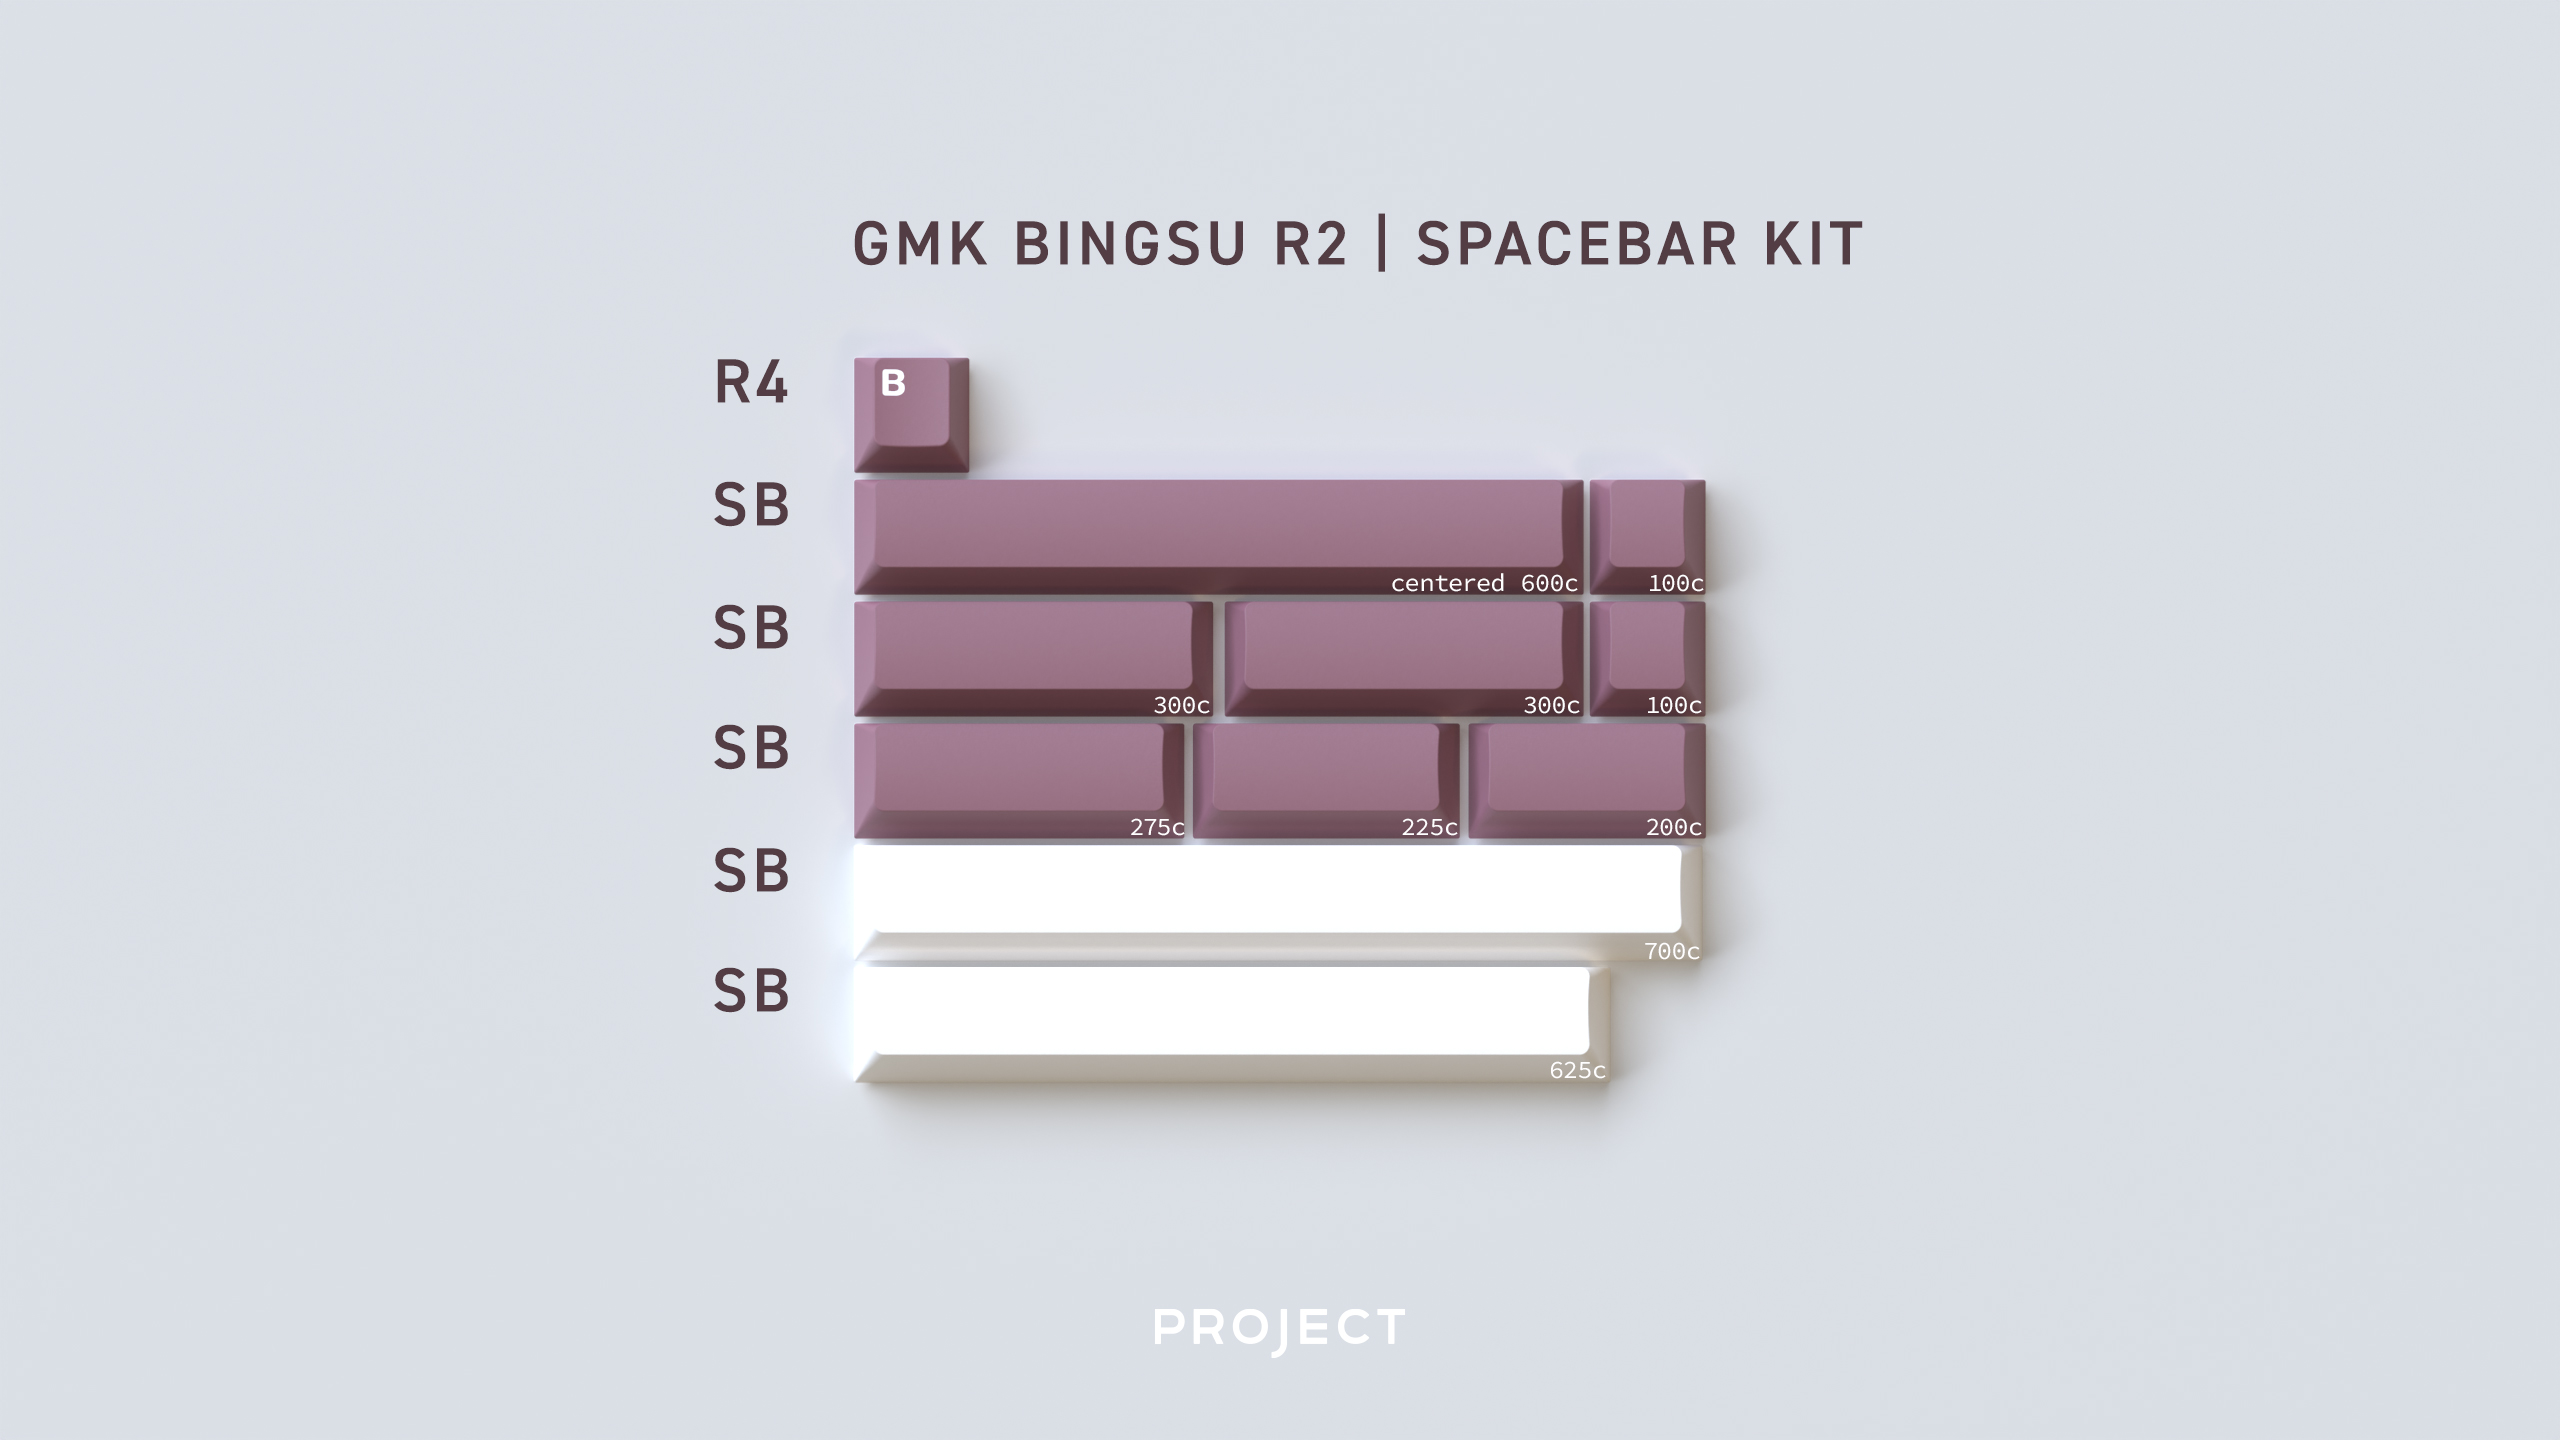 GMK BINGSU R2 | SPACEBAR KIT
R4 B
SB centered 600c 100c
SB 300c 300c 100c
SB 275c 225c 200c
SB 700c
SB 625c
PROJECT